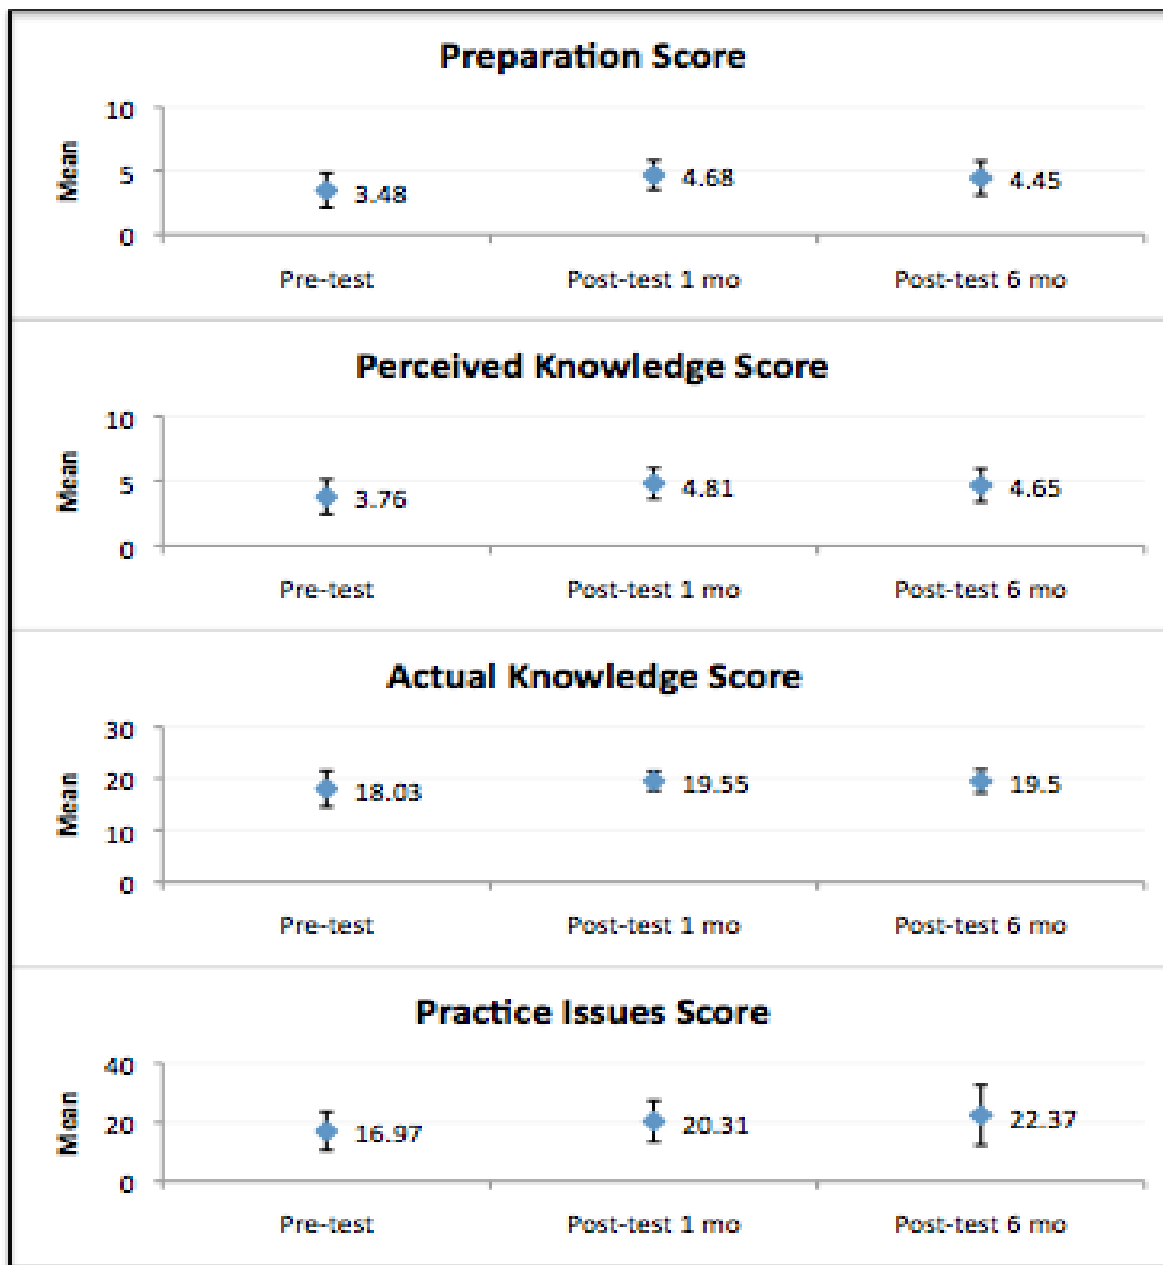 Preparation Score
10
5
0
Mean
3.48
4.68
4.45
Pre-test Post-test 1 mo Post-test 6 mo
Perceived Knowledge Score
10
5
0
Mean
3.76
4.81
4.65
Pre-test Post-test 1 mo Post-test 6 mo
Actual Knowledge Score
30
20
10
0
Mean
18.03
19.55
19.5
Pre-test Post-test 1 mo Post-test 6 mo
Practice Issues Score
40
20
0
Mean
16.97
20.31
22.37
Pre-test Post-test 1 mo Post-test 6 mo